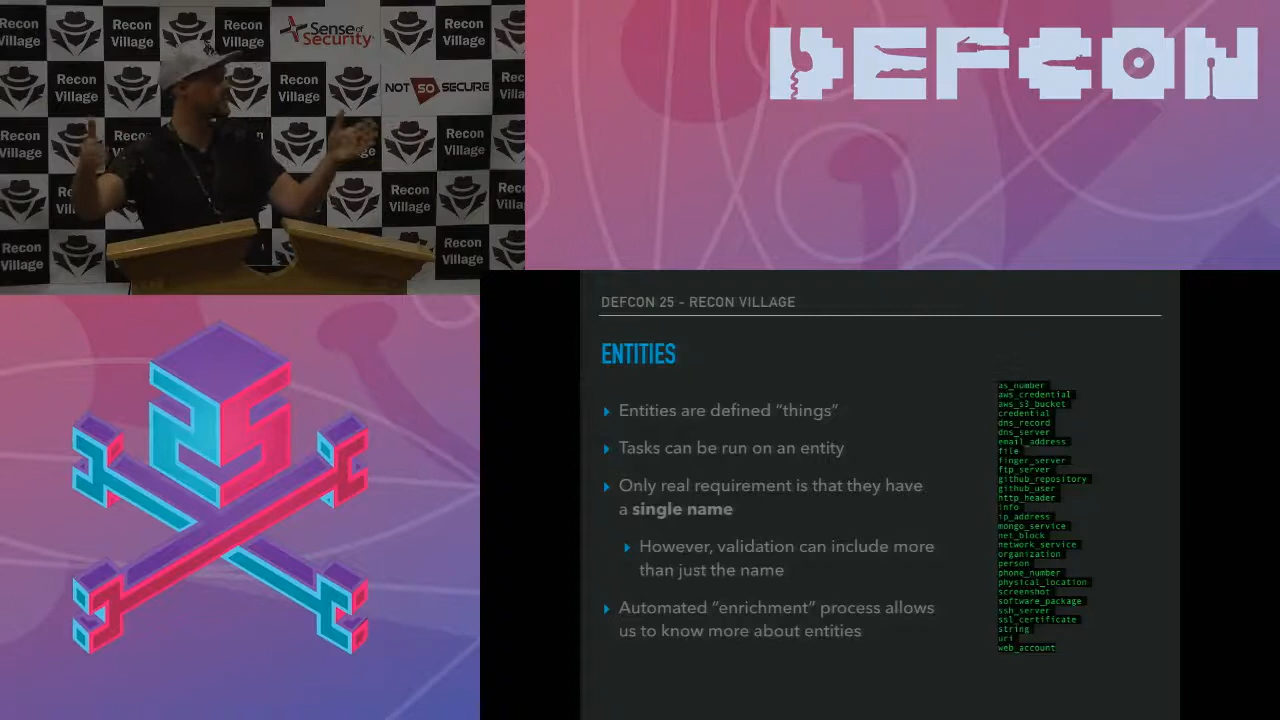 Recon Village
Recon Village
Recon Village
Sense of Security
Recon
Recon Village
Recon Village
NOT SO SECURE
Recon Village
Recon Village
Recon Village
Recon Village
Recon Village
Recon Village
Recon Village
DEFCON
DEFCON 25 - RECON VILLAGE
ENTITIES
Entities are defined “things”
Tasks can be run on an entity
Only real requirement is that they have
a single name
However, validation can include more
than just the name
Automated “enrichment” process allows
us to know more about entities
as_number
aws_credential
aws_s3_bucket
credential
dns_record
dns_server
email_address
file
finger_server
ftp_server
github_repository
github_user
http_header
info
ip_address
mongo_service
net_block
network_service
organization
person
phone_number
physical_location
screenshot
software_package
ssh_server
ssl_certificate
string
uri
web_account
25